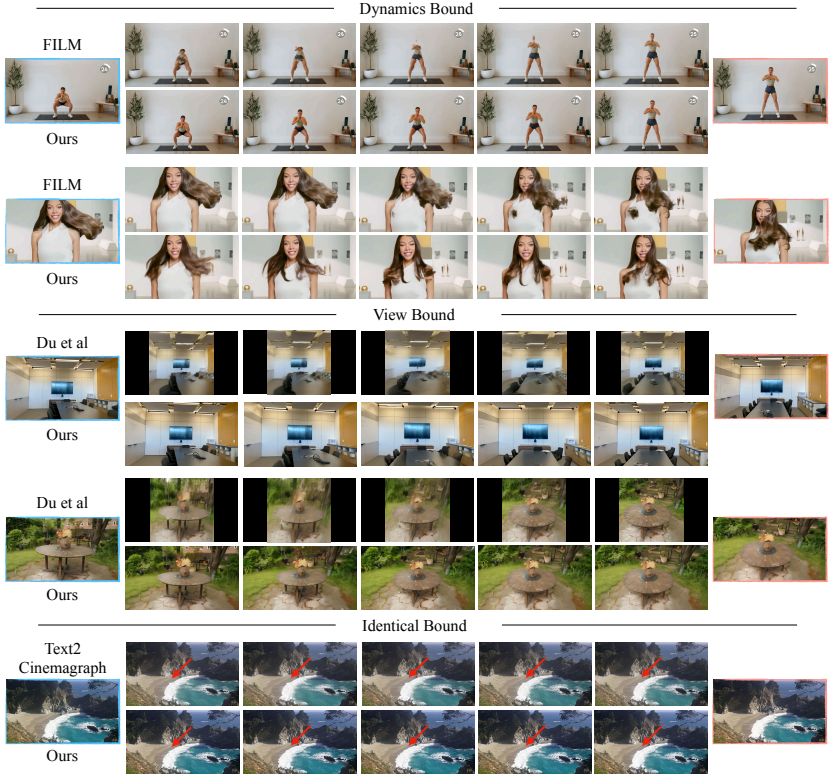 Dynamics Bound
FILM
Ours
FILM
Ours
View Bound
Du et al
Ours
Du et al
Ours
Identical Bound
Text2
Cinemagraph
Ours